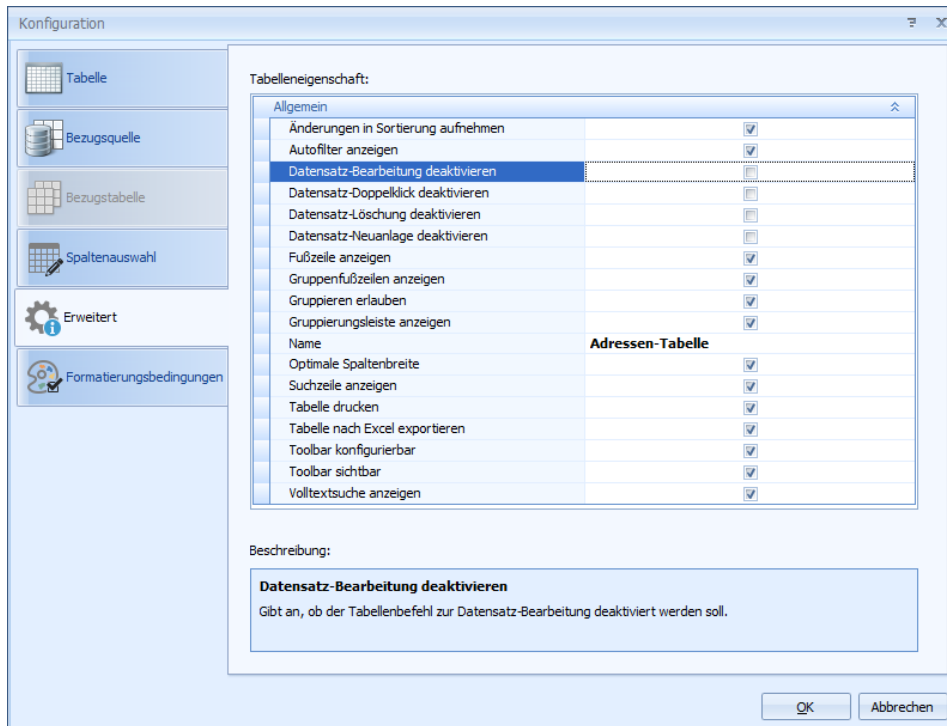 Konfiguration
Tabelle
Bezugsquelle
Bezugstabelle
Spaltenauswahl
Erweitert
Formatierungsbedingungen
Tabelleneigenschaft:
Allgemein
Änderungen in Sortierung aufnehmen
Autofilter anzeigen
Datensatz-Bearbeitung deaktivieren
Datensatz-Doppelklick deaktivieren
Datensatz-Löschung deaktivieren
Datensatz-Neuanlage deaktivieren
Fußzeile anzeigen
Gruppenfußzeilen anzeigen
Gruppieren erlauben
Gruppierungsleiste anzeigen
Name Adressen-Tabelle
Optimale Spaltenbreite
Suchzeile anzeigen
Tabelle drucken
Tabelle nach Excel exportieren
Toolbar konfigurierbar
Toolbar sichtbar
Volltextsuche anzeigen
Beschreibung:
Datensatz-Bearbeitung deaktivieren
Gibt an, ob der Tabellenbefehl zur Datensatz-Bearbeitung deaktiviert werden soll.
OK Abbrechen